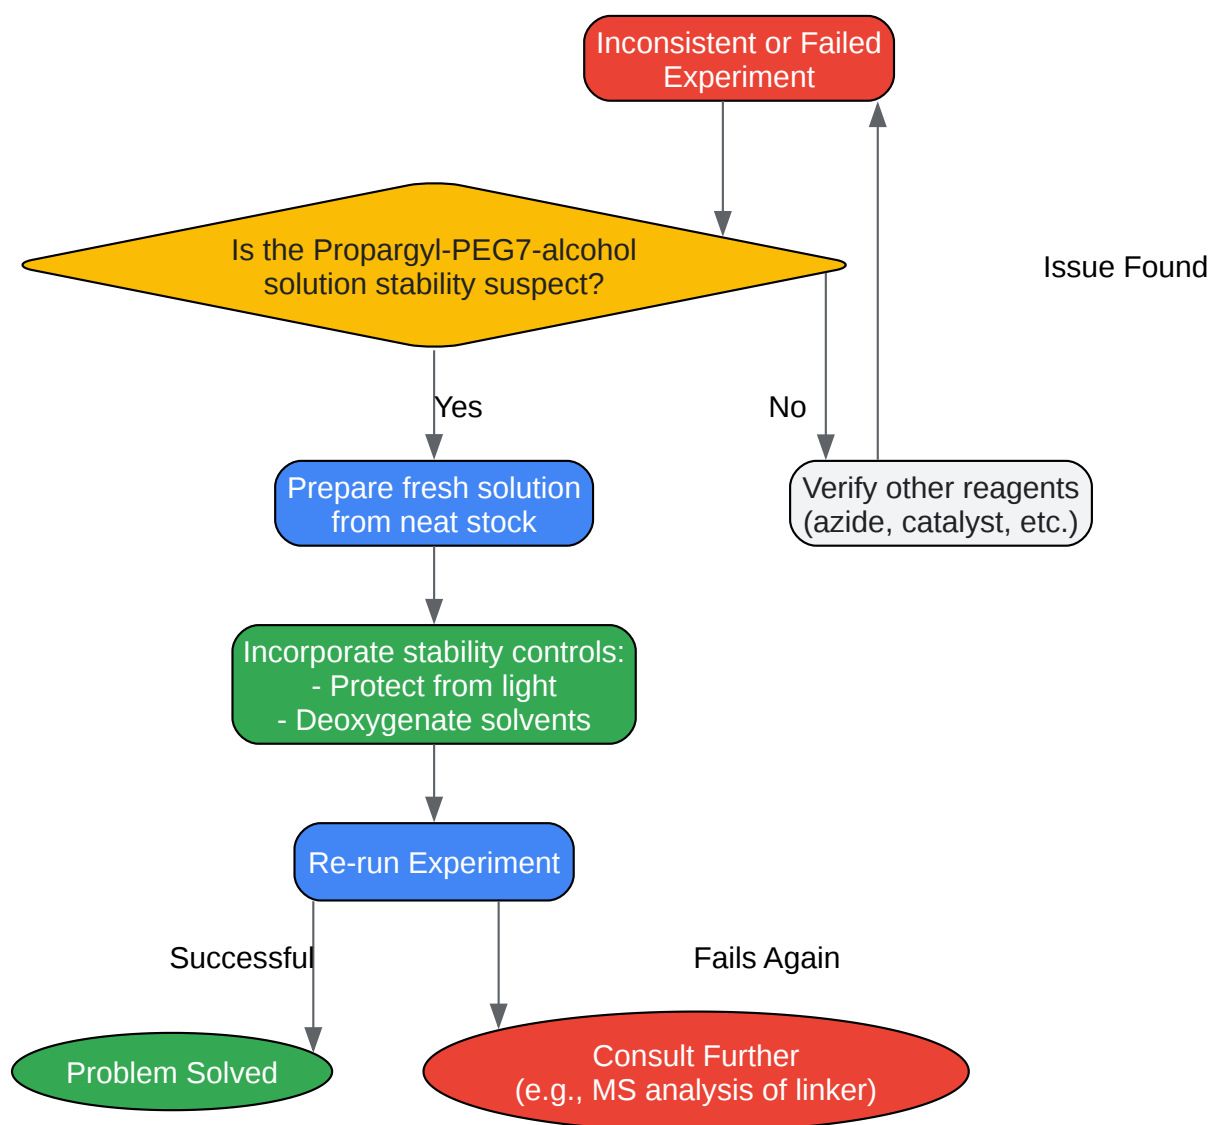 Inconsistent or Failed
Experiment
Is the Propargyl-PEG7-alcohol
solution stability suspect?
Issue Found
Yes
No
Prepare fresh solution
from neat stock
Verify other reagents
(azide, catalyst, etc.)
Incorporate stability controls:
- Protect from light
- Deoxygenate solvents
Re-run Experiment
Successful
Fails Again
Problem Solved
Consult Further
(e.g., MS analysis of linker)